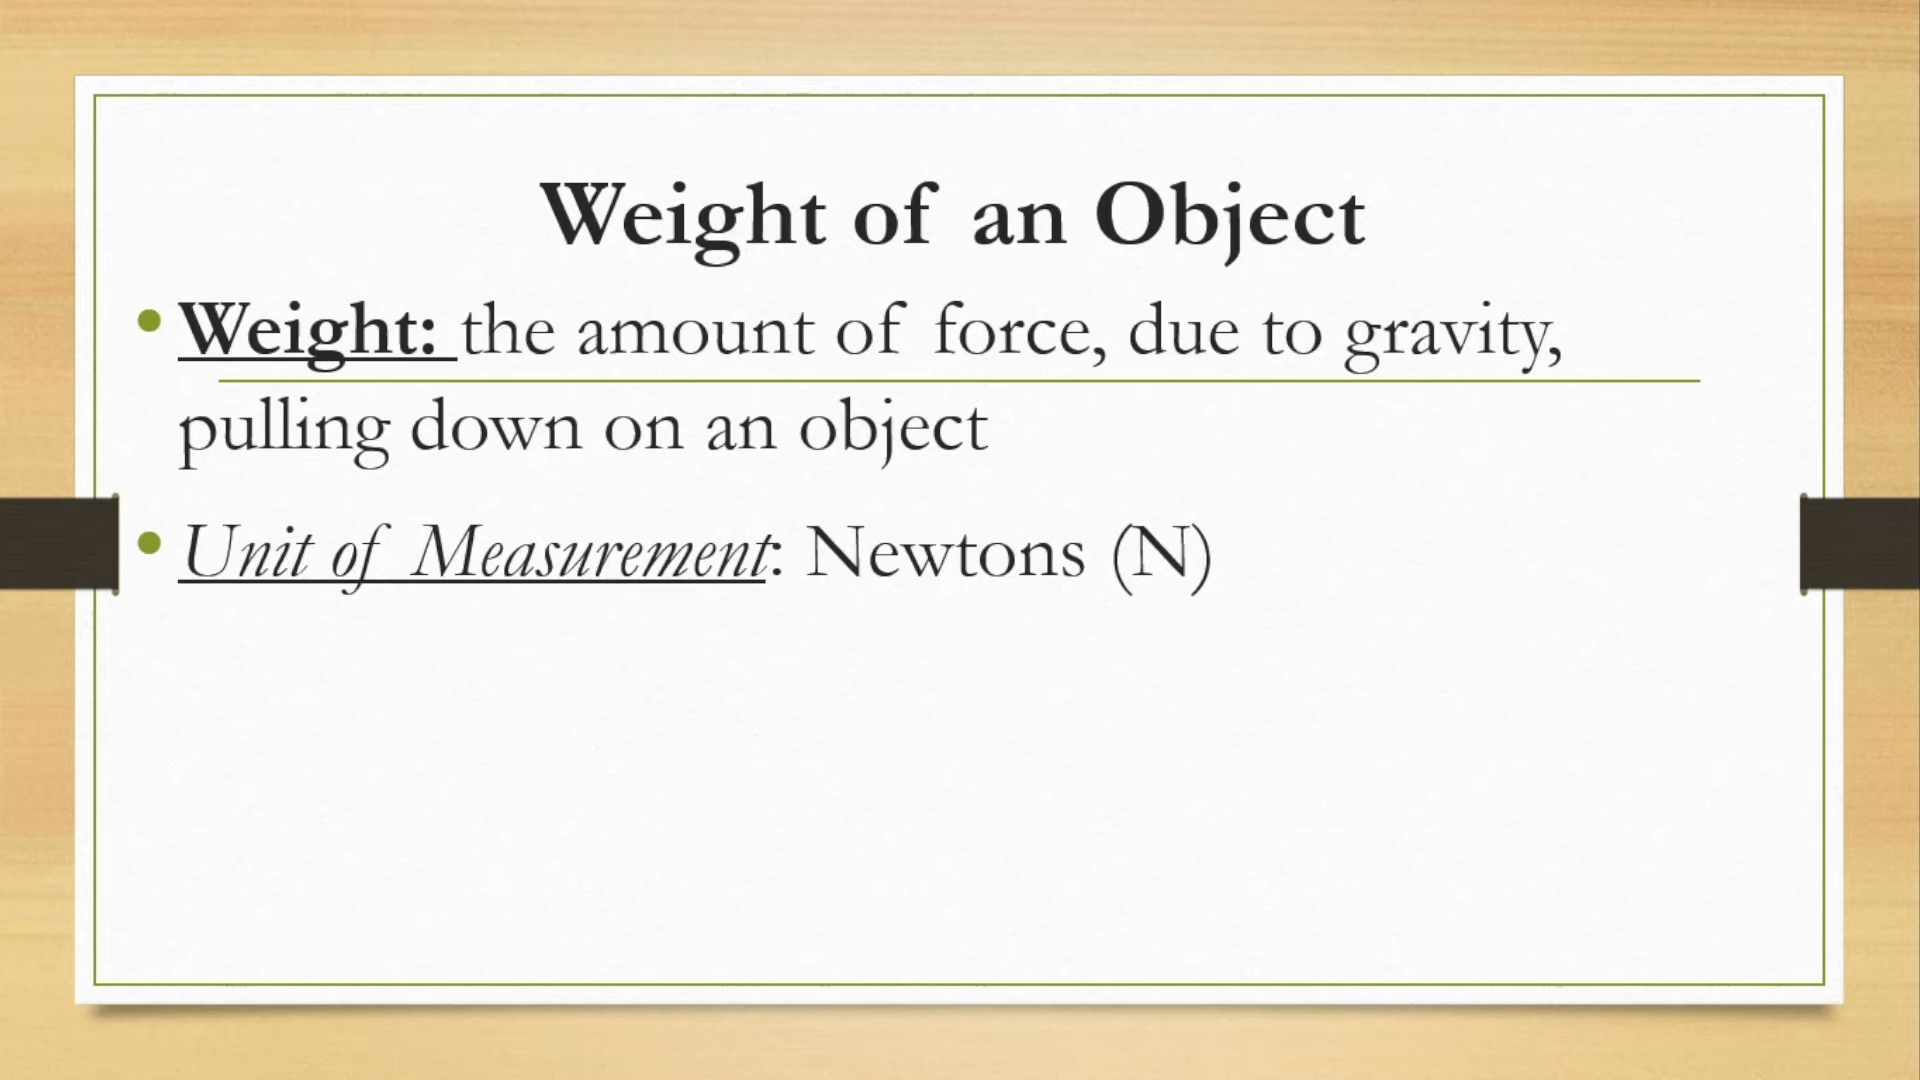 Weight of an Object
• Weight: the amount of force, due to gravity,
pulling down on an object
• Unit of Measurement: Newtons (N)